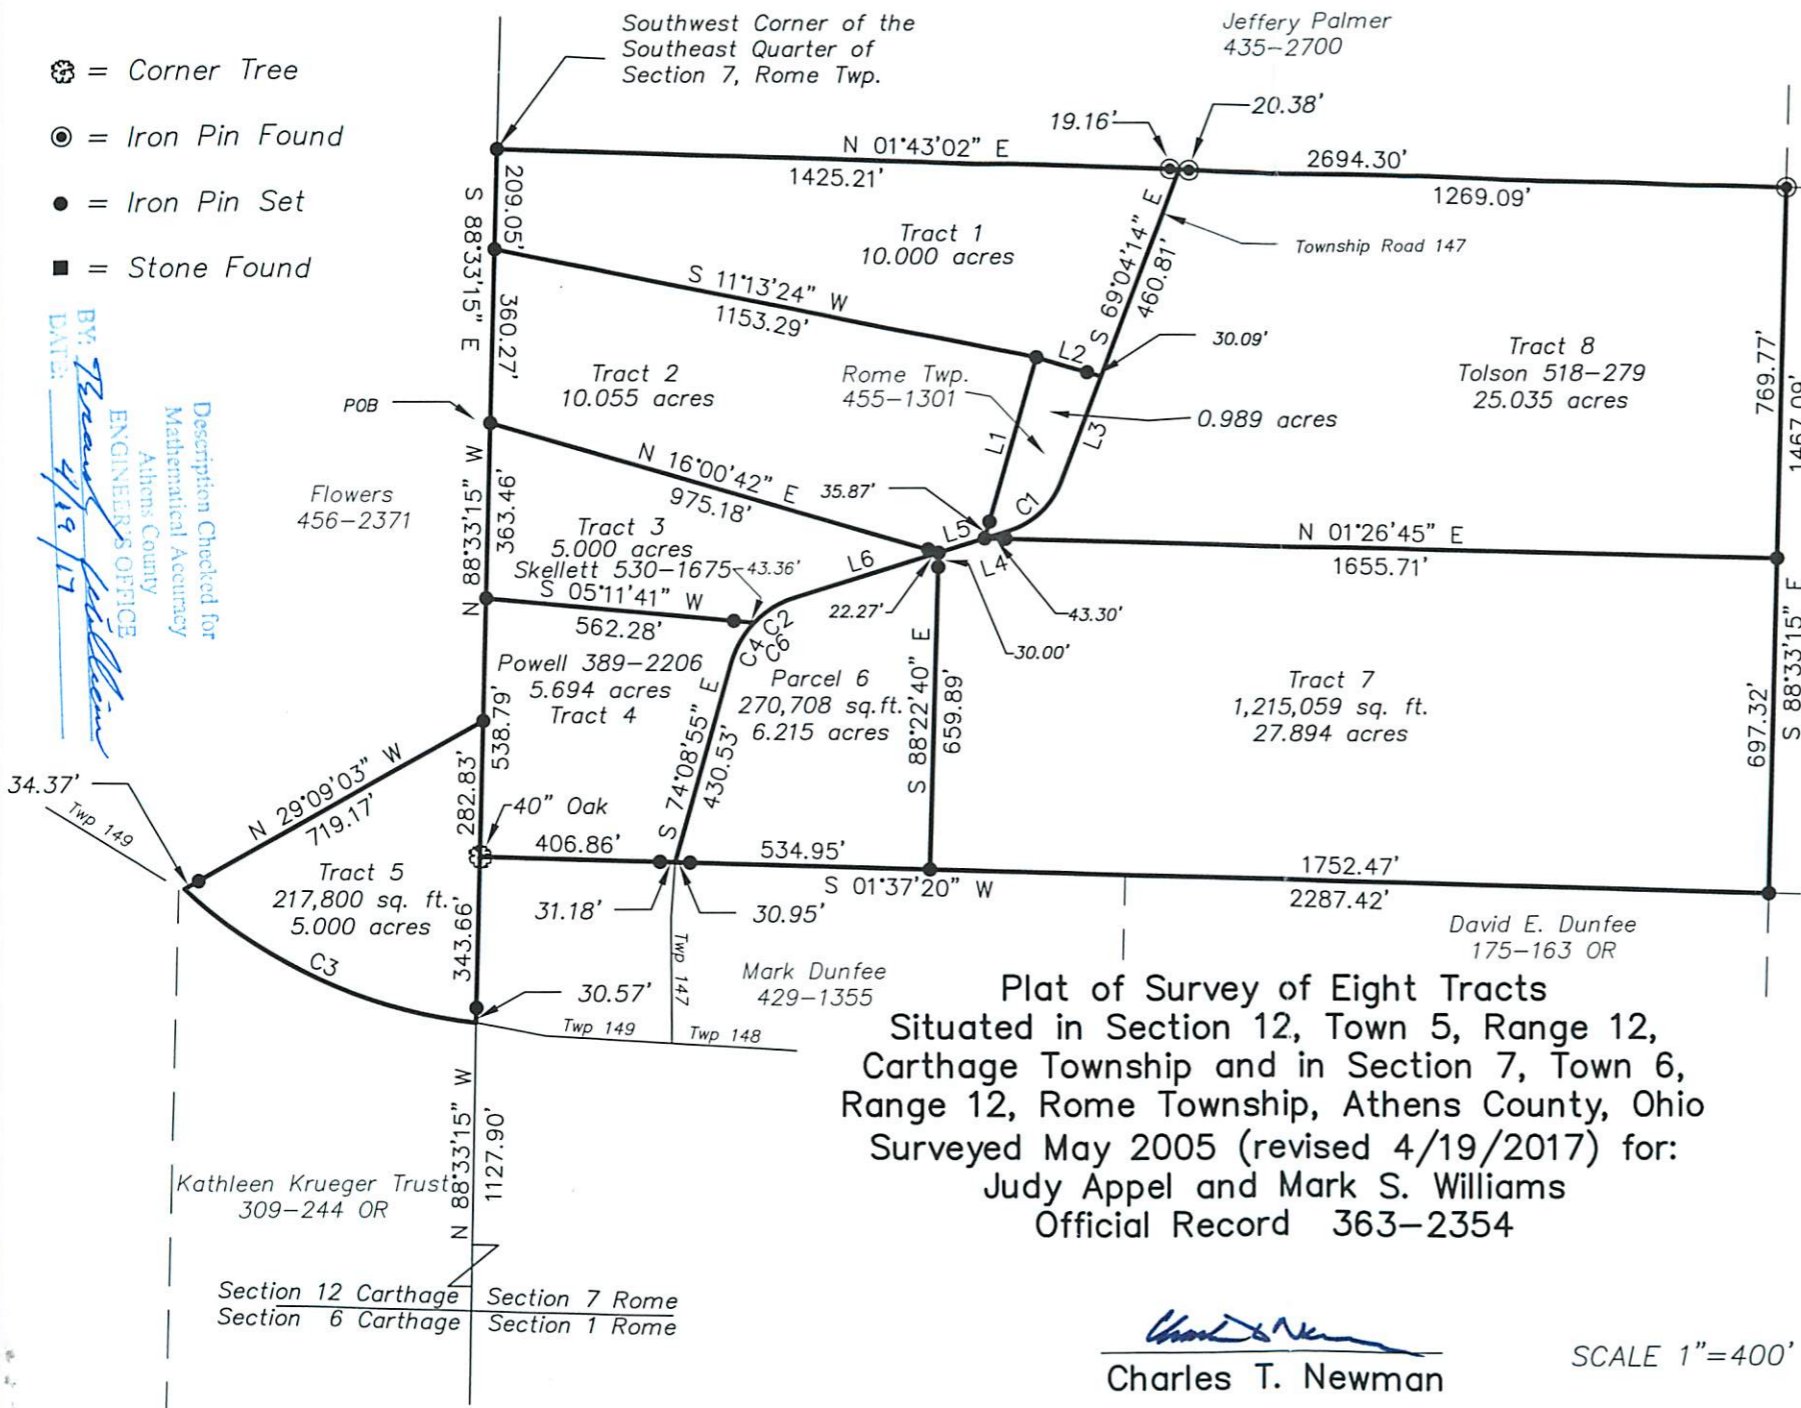 Southwest Corner of the
Southeast Quarter of
Section 7, Rome Twp.
Jeffery Palmer
435-2700
= Corner Tree
= Iron Pin Found
= Iron Pin Set
= Stone Found
19.16'
20.38'
N 01°43'02" E
1425.21'
2694.30'
1269.09'
209.05'
S 88°33'15" E
360.27'
Tract 1
10.000 acres
S 69°04'14" E
460.81'
Township Road 147
S 11°13'24" W
1153.29'
L2
30.09'
Tract 2
10.055 acres
Rome Twp.
455-1301
0.989 acres
L1
L3
Tract 8
Tolson 518-279
25.035 acres
769.77'
1467.09'
POB
N 16°00'42" E
975.18'
35.87'
C1
L5
L4
L6
Flowers
456-2371
N 88°33'15" W
363.46'
Tract 3
5.000 acres
Skellett 530-1675
43.36'
S 05°11'41" W
562.28'
N 01°26'45" E
1655.71'
22.27'
43.30'
30.00'
C2
C4
C6
Powell 389-2206
5.694 acres
Tract 4
538.79'
282.83'
S 74°08'55" E
430.53'
Parcel 6
270,708 sq.ft.
6.215 acres
S 88°22'40" E
659.89'
Tract 7
1,215,059 sq. ft.
27.894 acres
697.32'
S 88°33'15" E
BY:
DATE:
4/19/17
Description Checked for
Mathematical Accuracy
Athens County
ENGINEER'S OFFICE
34.37'
Twp 149
N 29°09'03" W
719.17'
40" Oak
406.86'
534.95'
1752.47'
S 01°37'20" W
2287.42'
Tract 5
217,800 sq. ft.
5.000 acres
343.66'
C3
31.18'
30.95'
30.57'
Twp 147
Twp 149
Twp 148
Mark Dunfee
429-1355
David E. Dunfee
175-163 OR
Plat of Survey of Eight Tracts
Situated in Section 12, Town 5, Range 12,
Carthage Township and in Section 7, Town 6,
Range 12, Rome Township, Athens County, Ohio
Surveyed May 2005 (revised 4/19/2017) for:
Judy Appel and Mark S. Williams
Official Record 363-2354
N 88°33'15" W
1127.90'
Kathleen Krueger Trust
309-244 OR
Section 12 Carthage
Section 7 Rome
Section 6 Carthage
Section 1 Rome
Charles T. Newman
SCALE 1"=400'